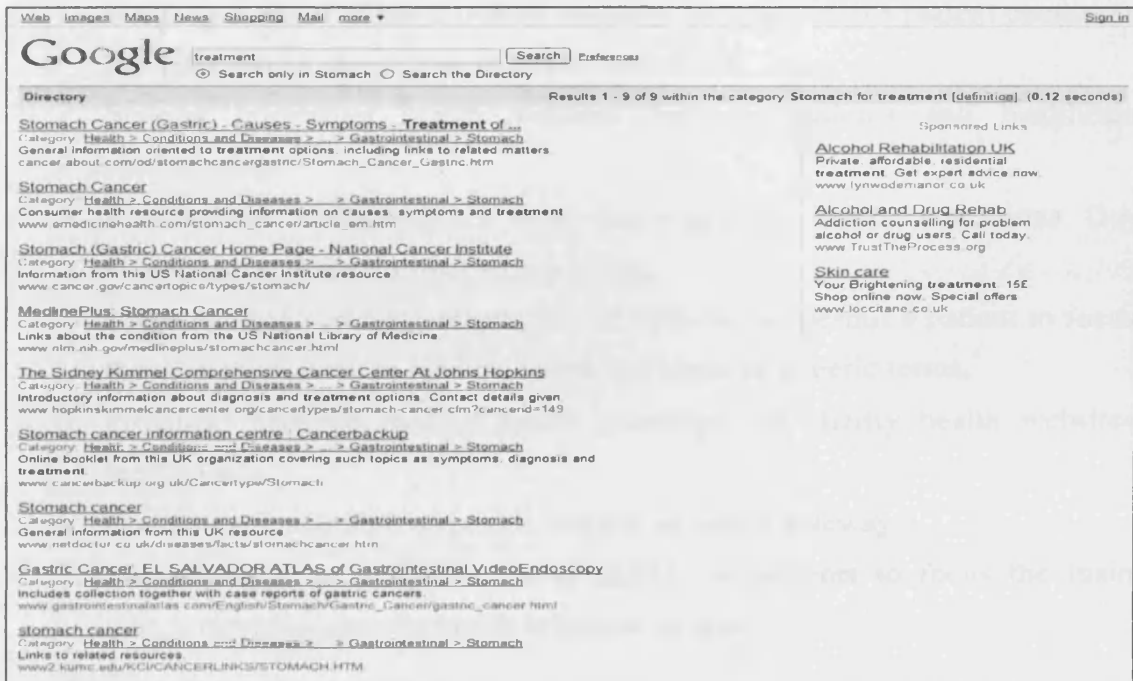 Web Images Maps News Shopping Mail more ▼ Sign in
Google treatment Search Preferences
Search only in Stomach Search the Directory
Directory Results 1 - 9 of 9 within the category Stomach for treatment [definition]. (0.12 seconds)
Stomach Cancer (Gastric) - Causes - Symptoms - Treatment of ...
Category: Health > Conditions and Diseases > ... > Gastrointestinal > Stomach
General information oriented to treatment options, including links to related matters.
cancer.about.com/od/stomachcancergastric/Stomach_Cancer_Gastric.htm
Stomach Cancer
Category: Health > Conditions and Diseases > ... > Gastrointestinal > Stomach
Consumer health resource providing information on causes, symptoms and treatment
www.emedicinehealth.com/stomach_cancer/article_em.htm
Stomach (Gastric) Cancer Home Page - National Cancer Institute
Category: Health > Conditions and Diseases > ... > Gastrointestinal > Stomach
Information from this US National Cancer Institute resource
www.cancer.gov/cancertopics/types/stomach/
MedlinePlus: Stomach Cancer
Category: Health > Conditions and Diseases > ... > Gastrointestinal > Stomach
Links about the condition from the US National Library of Medicine
www.nlm.nih.gov/medlineplus/stomachcancer.html
The Sidney Kimmel Comprehensive Cancer Center At Johns Hopkins
Category: Health > Conditions and Diseases > ... > Gastrointestinal > Stomach
Introductory information about diagnosis and treatment options. Contact details given.
www.hopkinskimmelcancercenter.org/cancertypes/stomach-cancer.cfm?cancerid=149
Stomach cancer information centre : Cancerbackup
Category: Health > Conditions and Diseases > ... > Gastrointestinal > Stomach
Online booklet from this UK organization covering such topics as symptoms, diagnosis and
treatment.
www.cancerbackup.org.uk/Cancertype/Stomach
Stomach cancer
Category: Health > Conditions and Diseases > ... > Gastrointestinal > Stomach
General information from this UK resource
www.netdoctor.co.uk/diseases/facts/stomachcancer.htm
Gastric Cancer, EL SALVADOR ATLAS of Gastrointestinal VideoEndoscopy
Category: Health > Conditions and Diseases > ... > Gastrointestinal > Stomach
Includes collection together with case reports of gastric cancers.
www.gastrointestinalatlas.com/English/Stomach/Gastric_Cancer/gastric_cancer.html
stomach cancer
Category: Health > Conditions and Diseases > ... > Gastrointestinal > Stomach
Links to related resources.
www2.kumc.edu/KCI/CANCERLINKS/STOMACH.HTM
Sponsored Links
Alcohol Rehabilitation UK
Private, affordable, residential
treatment. Get expert advice now.
www.lynwodemanor.co.uk
Alcohol and Drug Rehab
Addiction counselling for problem
alcohol or drug users. Call today.
www.TrustTheProcess.org
Skin care
Your Brightening treatment. 15£
Shop online now. Special offers
www.loccitane.co.uk